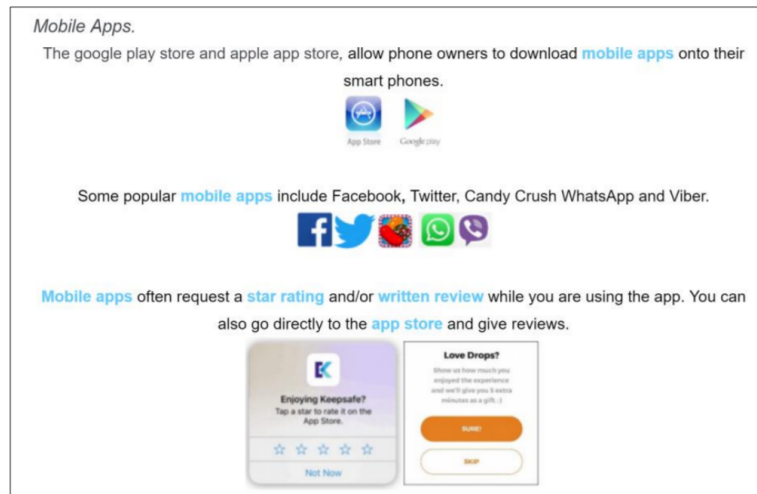 Mobile Apps.
The google play store and apple app store, allow phone owners to download mobile apps onto their
smart phones.
App Store Google play
Some popular mobile apps include Facebook, Twitter, Candy Crush WhatsApp and Viber.
Mobile apps often request a star rating and/or written review while you are using the app. You can
also go directly to the app store and give reviews.
Enjoying Keepsafe?
Tap a star to rate it on the
App Store.
Not Now
Love Drops?
Show us how much you
enjoyed the experience
and we'll give you 5 extra
minutes as a gift. :)
SURE!
SKIP